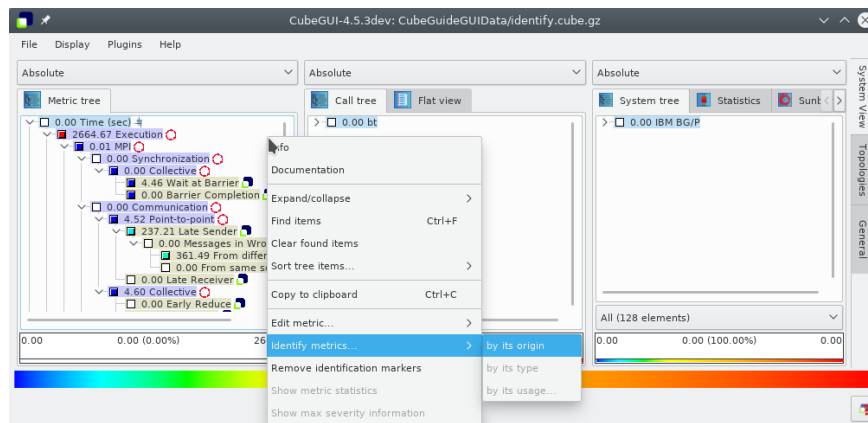 CubeGUI-4.5.3dev: CubeGuideGUIData/identify.cube.gz
File Display Plugins Help
Absolute
Absolute
Absolute
Metric tree
Call tree
Flat view
System tree
Statistics
0.00 Time (sec)
2664.67 Execution
0.01 MPI
0.00 Synchronization
0.00 Collective
4.46 Wait at Barrier
0.00 Barrier Completion
0.00 Communication
4.52 Point-to-point
237.21 Late Sender
0.00 Messages in Wro
361.49 From differ
0.00 From same
0.00 Late Receiver
4.60 Collective
0.00 Early Reduce
0.00 bt
0.00 IBM BG/P
nfo
Documentation
Expand/collapse
Find items Ctrl+F
Clear found items
Sort tree items...
Copy to clipboard Ctrl+C
Edit metric...
Identify metrics...
Remove identification markers
Show metric statistics
Show max severity information
by its origin
by its type
by its usage...
All (128 elements)
0.00 0.00 (0.00%) 26
0.00 0.00 (100.00%) 0.00
System View
Topologies
General